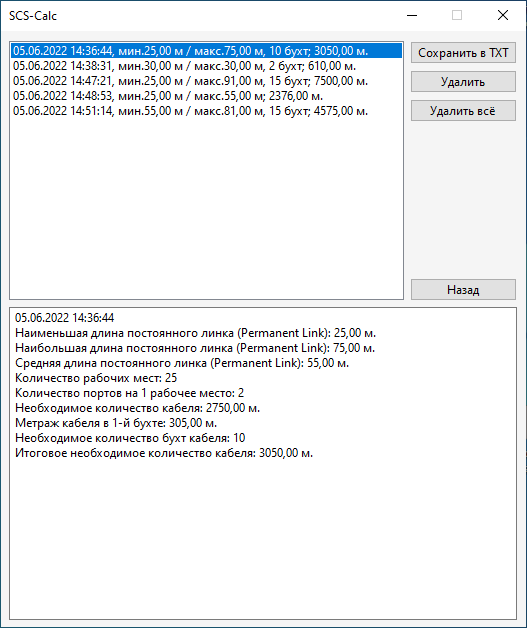 SCS-Calc
05.06.2022 14:36:44, мин.25,00 м / макс.75,00 м, 10 бухт; 3050,00 м.
05.06.2022 14:38:31, мин.30,00 м / макс.30,00 м, 2 бухт; 610,00 м.
05.06.2022 14:47:21, мин.25,00 м / макс.91,00 м, 15 бухт; 7500,00 м.
05.06.2022 14:48:53, мин.25,00 м / макс.55,00 м; 2376,00 м.
05.06.2022 14:51:14, мин.55,00 м / макс.81,00 м, 15 бухт; 4575,00 м.
Сохранить в TXT
Удалить
Удалить всё
Назад
05.06.2022 14:36:44
Наименьшая длина постоянного линка (Permanent Link): 25,00 м.
Наибольшая длина постоянного линка (Permanent Link): 75,00 м.
Средняя длина постоянного линка (Permanent Link): 55,00 м.
Количество рабочих мест: 25
Количество портов на 1 рабочее место: 2
Необходимое количество кабеля: 2750,00 м.
Метраж кабеля в 1-й бухте: 305,00 м.
Необходимое количество бухт кабеля: 10
Итоговое необходимое количество кабеля: 3050,00 м.